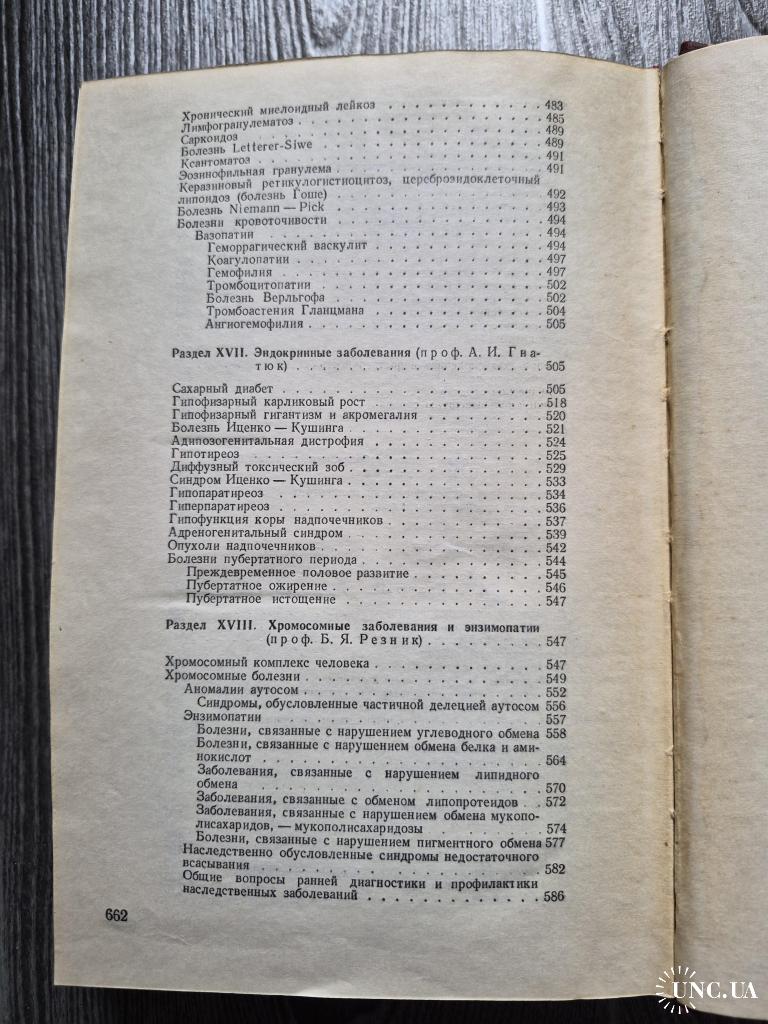 Хронический миелоидный лейкоз . . . . . . . . . . . 483
Лимфогранулематоз . . . . . . . . . . . . . . . . 485
Саркоидоз . . . . . . . . . . . . . . . . . . 489
Болезнь Letterer-Siwe . . . . . . . . . . . . . . . 489
Ксантоматоз . . . . . . . . . . . . . . . . . . 491
Эозинофильная гранулема . . . . . . . . . . . . . 491
Керазиновый ретикулогистиоцитоз, цереброзидоклеточный
липоидоз (болезнь Гоше) . . . . . . . . . . . . . 492
Болезнь Niemann — Pick . . . . . . . . . . . . . . 493
Болезни кровоточивости . . . . . . . . . . . . . . 494
Вазопатии . . . . . . . . . . . . . . . . . 494
Геморрагический васкулит . . . . . . . . . . . 494
Коагулопатии . . . . . . . . . . . . . . . . 497
Гемофилия . . . . . . . . . . . . . . . . . 497
Тромбоцитопатии . . . . . . . . . . . . . . 502
Болезнь Верльгофа . . . . . . . . . . . . . . 502
Тромбоастения Гланцмана . . . . . . . . . . . 504
Ангиогемофилия . . . . . . . . . . . . . . . 505
Раздел XVII. Эндокринные заболевания (проф. А. И. Гна-
тюк) . . . . . . . . . . . . . . . . 505
Сахарный диабет . . . . . . . . . . . . . . . . 505
Гипофизарный карликовый рост . . . . . . . . . . . 518
Гипофизарный гигантизм и акромегалия . . . . . . . . 520
Болезнь Иценко — Кушинга . . . . . . . . . . . . . 521
Адипозогенитальная дистрофия . . . . . . . . . . . 524
Гипотиреоз . . . . . . . . . . . . . . . . . . 525
Диффузный токсический зоб . . . . . . . . . . . . . 529
Синдром Иценко — Кушинга . . . . . . . . . . . . . 533
Гипопаратиреоз . . . . . . . . . . . . . . . . . 534
Гиперпаратиреоз . . . . . . . . . . . . . . . . . 536
Гипофункция коры надпочечников . . . . . . . . . . 537
Адреногенитальный синдром . . . . . . . . . . . . . 539
Опухоли надпочечников . . . . . . . . . . . . . . . 542
Болезни пубертатного периода . . . . . . . . . . . . 544
Преждевременное половое развитие . . . . . . . . . 545
Пубертатное ожирение . . . . . . . . . . . . . . 546
Пубертатное истощение . . . . . . . . . . . . . 547
Раздел XVIII. Хромосомные заболевания и энзимопатии
(проф. Б. Я. Резник) . . . . . . . . . 547
Хромосомный комплекс человека . . . . . . . . . . . 547
Хромосомные болезни . . . . . . . . . . . . . . . 549
Аномалии аутосом . . . . . . . . . . . . . . . 552
Синдромы, обусловленные частичной делецией аутосом 556
Энзимопатии . . . . . . . . . . . . . . . . 557
Болезни, связанные с нарушением углеводного обмена 558
Болезни, связанные с нарушением обмена белка и ами-
нокислот . . . . . . . . . . . . . . . . . 564
Заболевания, связанные с нарушением липидного
обмена . . . . . . . . . . . . . . . . . 570
Заболевания, связанные с обменом липопротеидов . . 572
Заболевания, связанные с нарушением обмена мукопо-
лисахаридов, — мукополисахаридозы . . . . . . . 574
Болезни, связанные с нарушением пигментного обмена 577
Наследственно обусловленные синдромы недостаточного
всасывания . . . . . . . . . . . . . . . . . 582
Общие вопросы ранней диагностики и профилактики
наследственных заболеваний . . . . . . . . . . . 586
662
UNC.UA